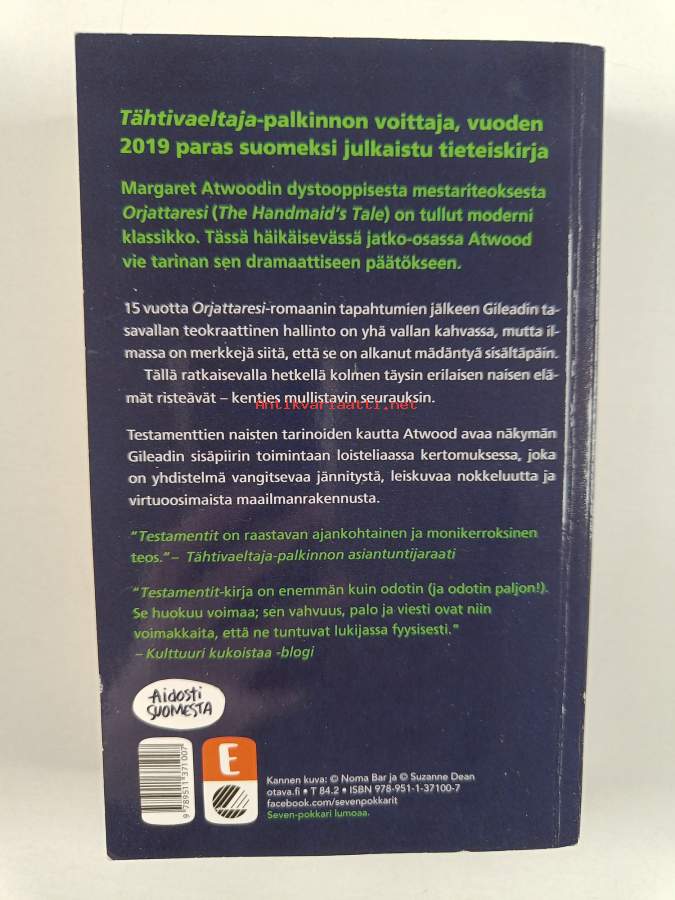 Tähtivaeltaja-palkinnon voittaja, vuoden
2019 paras suomeksi julkaistu tieteiskirja
Margaret Atwoodin dystooppisesta mestariteoksesta
Orjattaresi (The Handmaid's Tale) on tullut moderni
klassikko. Tässä häikäisevässä jatko-osassa Atwood
vie tarinan sen dramaattiseen päätökseen.
15 vuotta Orjattaresi-romaanin tapahtumien jälkeen Gileadin ta-
savallan teokraattinen hallinto on yhä vallan kahvassa, mutta il-
massa on merkkejä siitä, että se on alkanut mädäntyä sisältäpäin.
Tällä ratkaisevalla hetkellä kolmen täysin erilaisen naisen elä-
mät risteävät – kenties mullistavin seurauksin.
Antikvariaatti.net
Testamenttien naisten tarinoiden kautta Atwood avaa näkymän
Gileadin sisäpiirin toimintaan loisteliaassa kertomuksessa, joka
on yhdistelmä vangitsevaa jännitystä, leiskuvaa nokkeluutta ja
virtuoosimaista maailmanrakennusta.
"Testamentit on raastavan ajankohtainen ja monikerroksinen
teos." – Tähtivaeltaja-palkinnon asiantuntijaraati
"Testamentit-kirja on enemmän kuin odotin (ja odotin paljon!).
Se huokuu voimaa; sen vahvuus, palo ja viesti ovat niin
voimakkaita, että ne tuntuvat lukijassa fyysisesti."
– Kulttuuri kukoistaa -blogi
Aidosti
SUOMESTA
9 789511 371007
E
Kannen kuva: © Noma Bar ja © Suzanne Dean
otava.fi • T 84.2 • ISBN 978-951-1-37100-7
facebook.com/sevenpokkarit
Seven-pokkari lumoaa.